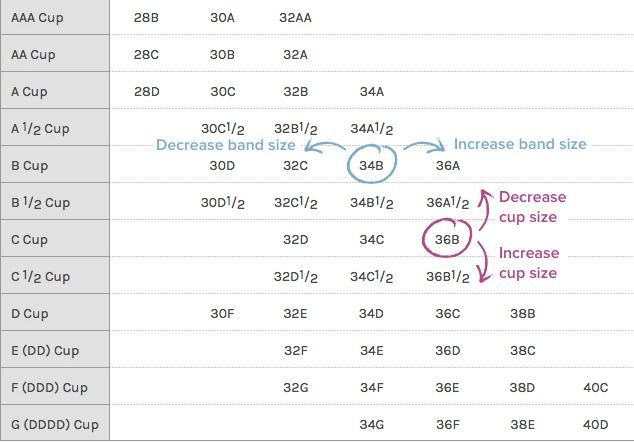 AAA Cup 28B 30A 32AA
AA Cup 28C 30B 32A
A Cup 28D 30C 32B 34A
A 1/2 Cup 30C1/2 32B1/2 34A1/2
Decrease band size Increase band size
B Cup 30D 32C 34B 36A
B 1/2 Cup 30D1/2 32C1/2 34B1/2 36A1/2
Decrease
cup size
C Cup 32D 34C 36B
Increase
cup size
C 1/2 Cup 32D1/2 34C1/2 36B1/2
D Cup 30F 32E 34D 36C 38B
E (DD) Cup 32F 34E 36D 38C
F (DDD) Cup 32G 34F 36E 38D 40C
G (DDDD) Cup 34G 36F 38E 40D